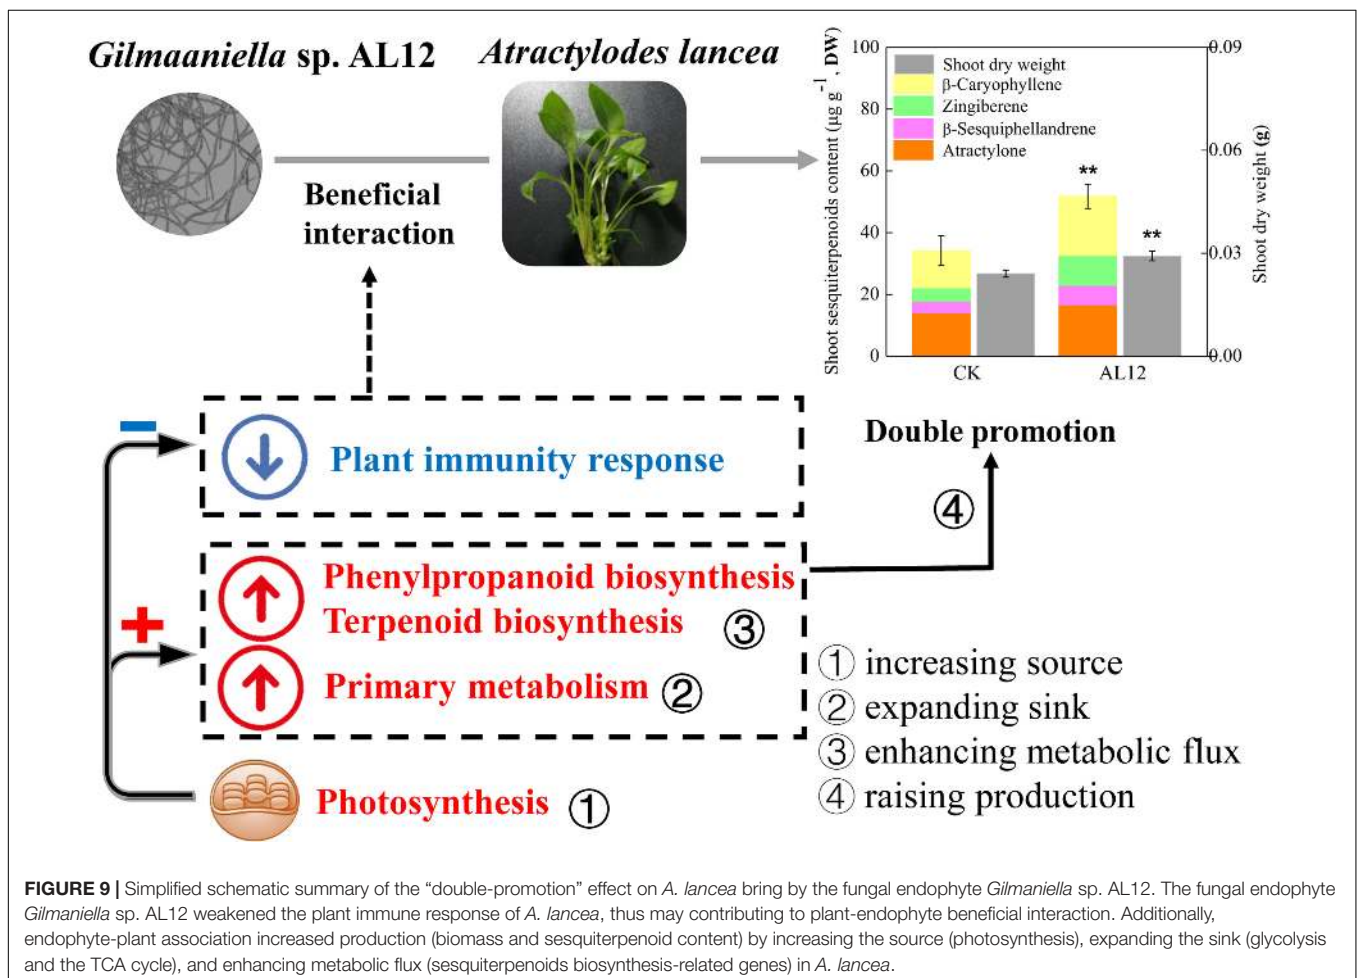 Gilmaaniella sp. AL12
Atractylodes lancea
Beneficial
interaction
Shoot sesquiterpenoids content (μg g⁻¹, DW)
100
80
60
40
20
0
Shoot dry weight
β-Caryophyllene
Zingiberene
β-Sesquiphellandrene
Atractylone
**
**
CK
AL12
0.09
0.06
0.03
0.00
Shoot dry weight (g)
Double promotion
④
−
Plant immunity response
+
Phenylpropanoid biosynthesis
Terpenoid biosynthesis ③
Primary metabolism ②
Photosynthesis ①
① increasing source
② expanding sink
③ enhancing metabolic flux
④ raising production
FIGURE 9 | Simplified schematic summary of the “double-promotion” effect on A. lancea bring by the fungal endophyte Gilmaniella sp. AL12. The fungal endophyte
Gilmaniella sp. AL12 weakened the plant immune response of A. lancea, thus may contributing to plant-endophyte beneficial interaction. Additionally,
endophyte-plant association increased production (biomass and sesquiterpenoid content) by increasing the source (photosynthesis), expanding the sink (glycolysis
and the TCA cycle), and enhancing metabolic flux (sesquiterpenoids biosynthesis-related genes) in A. lancea.